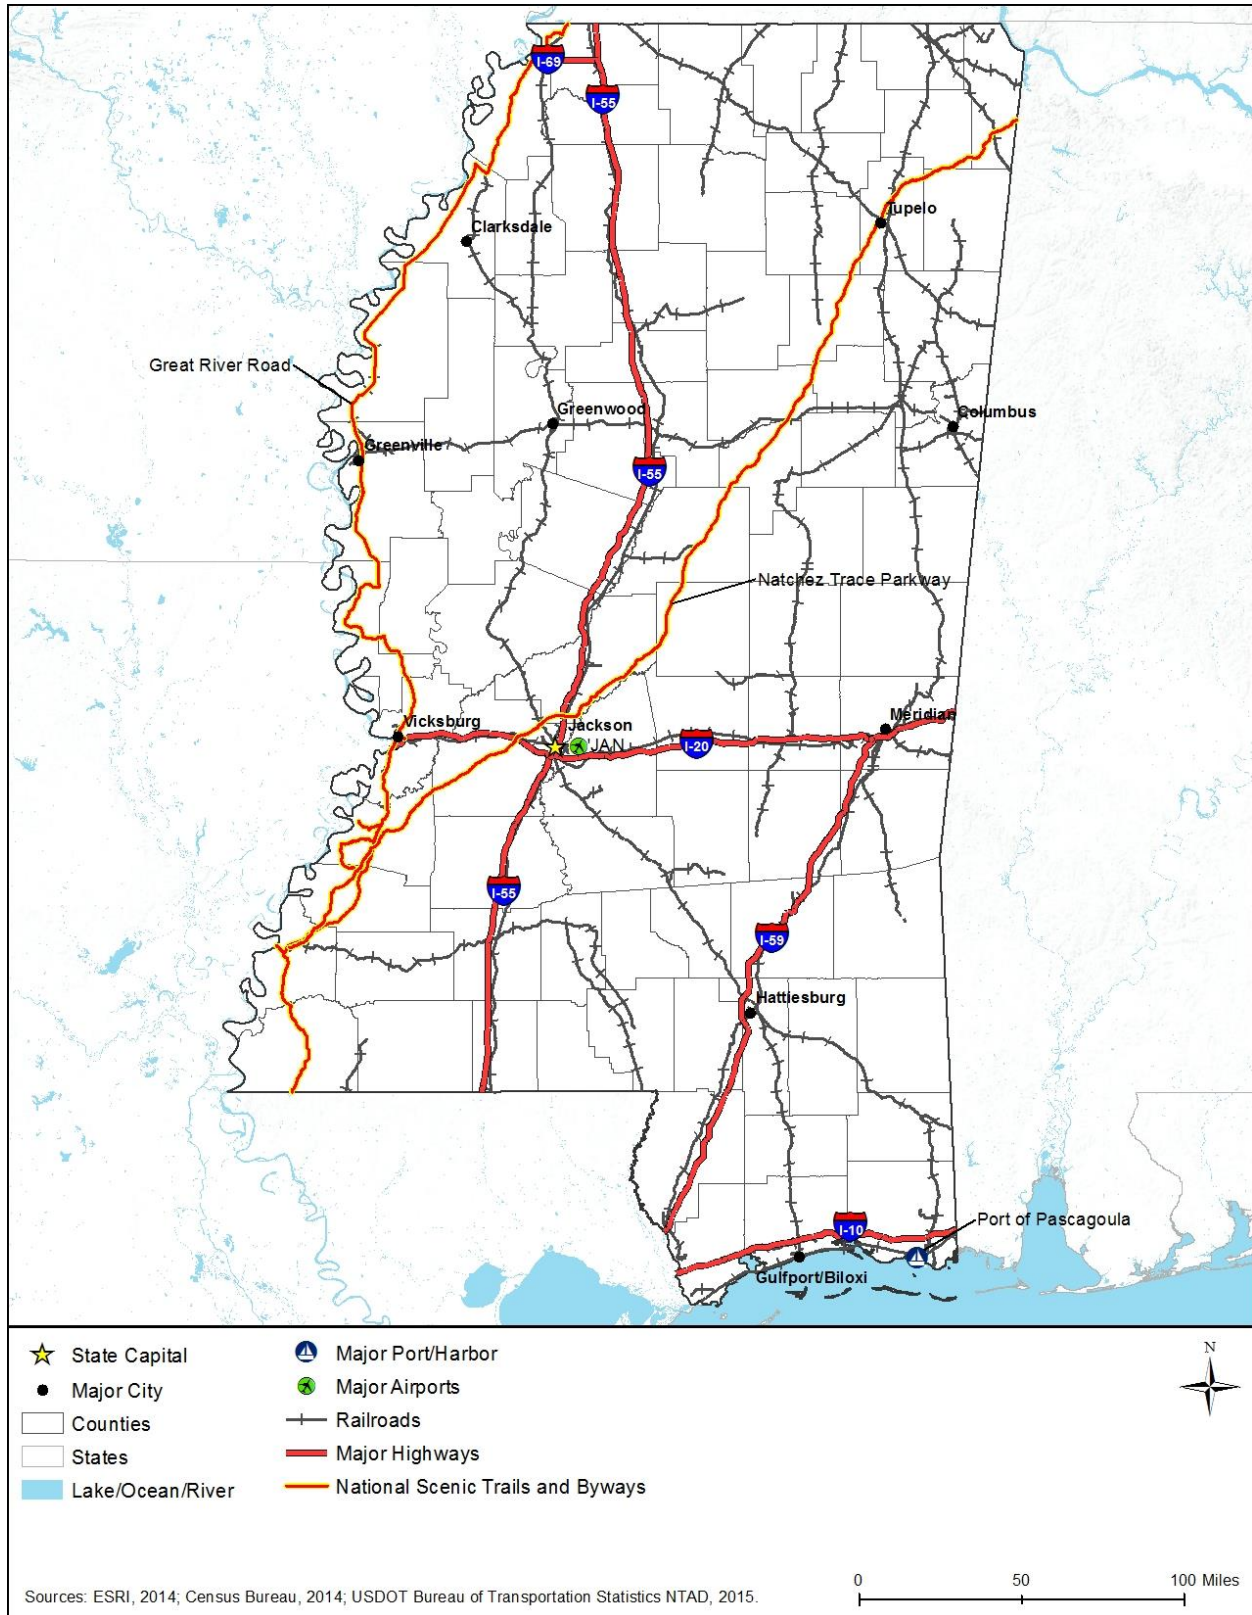 I-69
I-55
Tupelo
Clarksdale
Great River Road
Greenwood
Columbus
Greenville
I-55
Natchez Trace Parkway
Vicksburg
Meridian
Jackson
JAN
I-20
I-55
I-59
Hattiesburg
Port of Pascagoula
I-10
Gulfport/Biloxi
State Capital
Major City
Counties
States
Lake/Ocean/River
Major Port/Harbor
Major Airports
Railroads
Major Highways
National Scenic Trails and Byways
N
0 50 100 Miles
Sources: ESRI, 2014; Census Bureau, 2014; USDOT Bureau of Transportation Statistics NTAD, 2015.